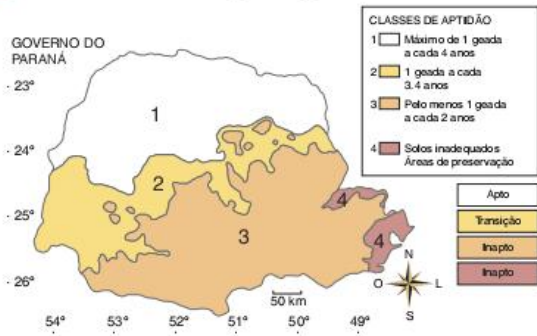 GOVERNO DO
PARANÁ
CLASSES DE APTIDÃO
1 Máximo de 1 geada
a cada 4 anos
2 1 geada a cada
3.4 anos
3 Pelo menos 1 geada
a cada 2 anos
4 Solos inadequados
Áreas de preservação
23°
24°
25°
26°
1
2
3
4
4
Apto
Transição
Inapto
Inapto
N
O L
S
50 km
54° 53° 52° 51° 50° 49°